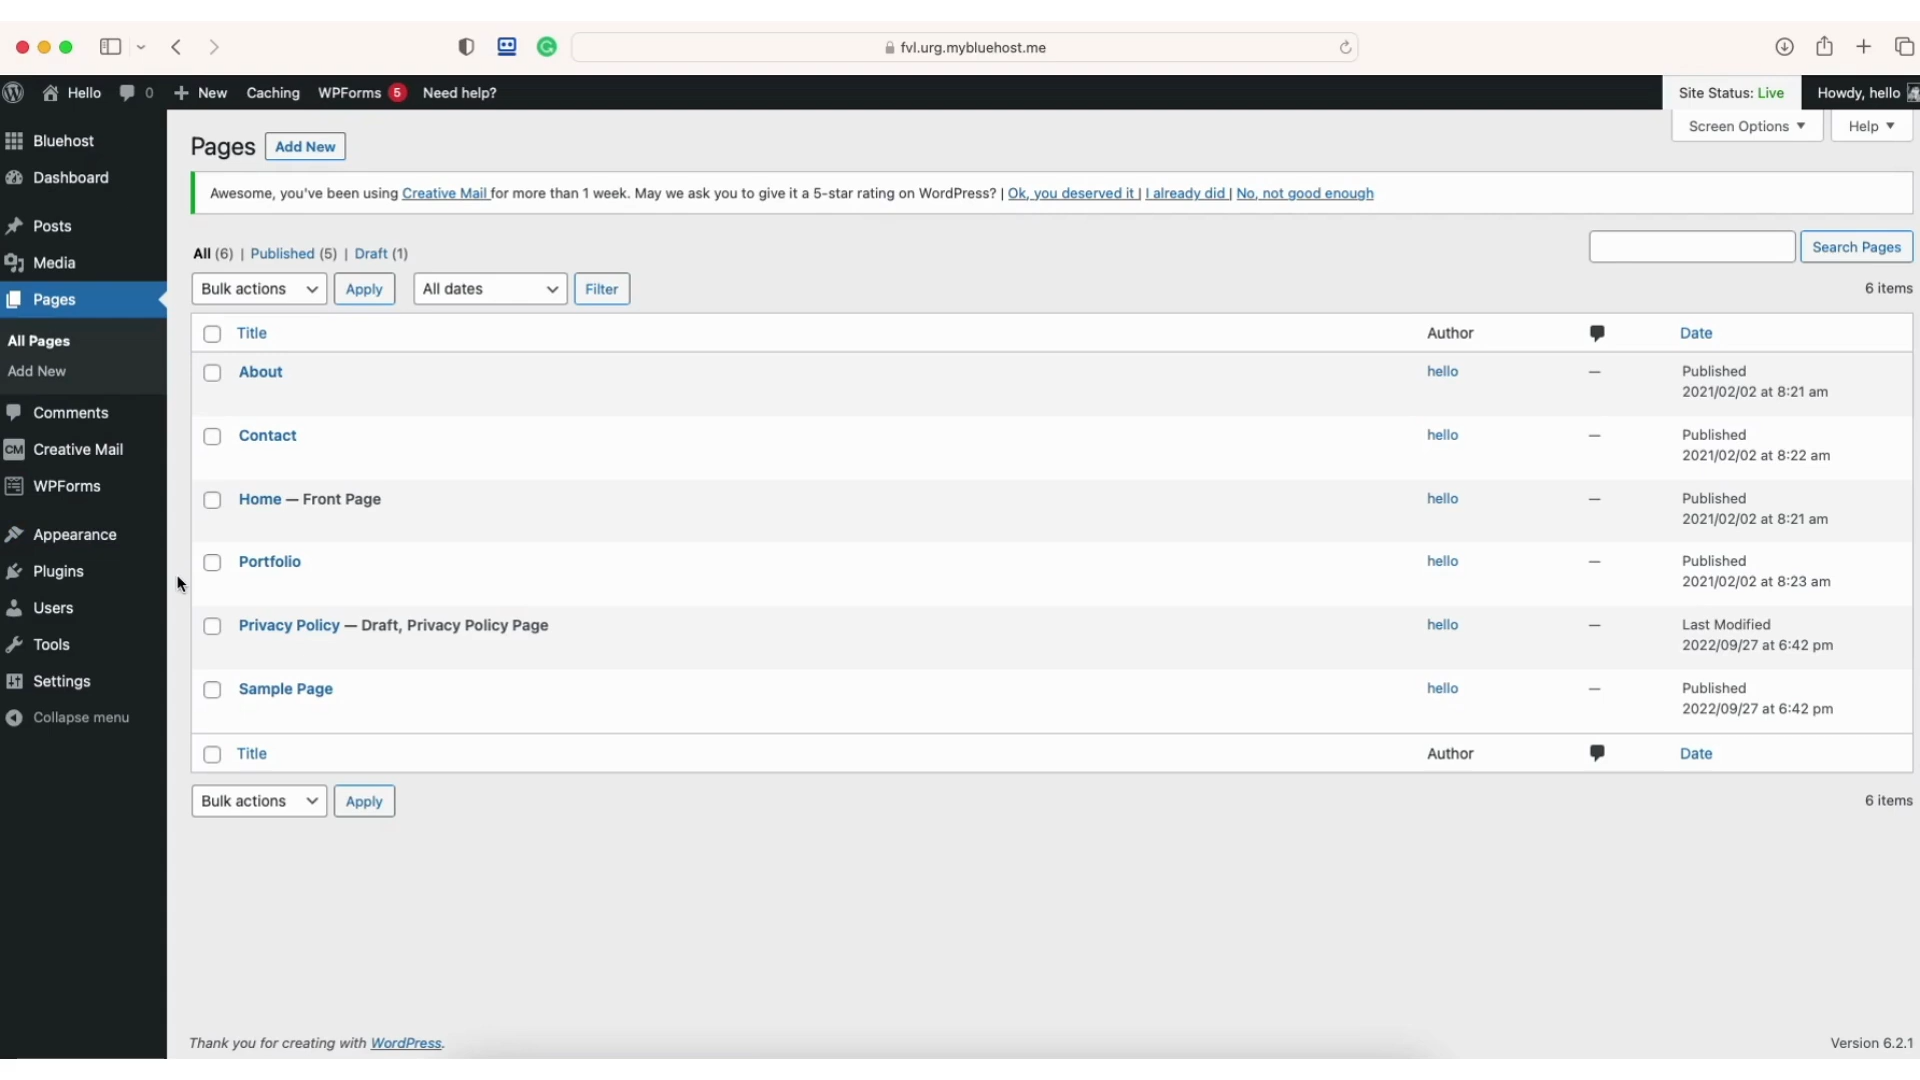 fvl.urg.mybluehost.me
Hello 0 New Caching WPForms 5 Need help? Site Status: Live Howdy, hello
Screen Options Help
Bluehost
Dashboard
Posts
Media
Pages
All Pages
Add New
Comments
CM Creative Mail
WPForms
Appearance
Plugins
Users
Tools
Settings
Collapse menu
Pages Add New
Awesome, you've been using Creative Mail for more than 1 week. May we ask you to give it a 5-star rating on WordPress? | Ok, you deserved it | I already did | No, not good enough
All (6) | Published (5) | Draft (1) Search Pages
Bulk actions Apply All dates Filter 6 items
Title Author Date
About hello — Published
2021/02/02 at 8:21 am
Contact hello — Published
2021/02/02 at 8:22 am
Home — Front Page hello — Published
2021/02/02 at 8:21 am
Portfolio hello — Published
2021/02/02 at 8:23 am
Privacy Policy — Draft, Privacy Policy Page hello — Last Modified
2022/09/27 at 6:42 pm
Sample Page hello — Published
2022/09/27 at 6:42 pm
Title Author Date
Bulk actions Apply 6 items
Thank you for creating with WordPress. Version 6.2.1